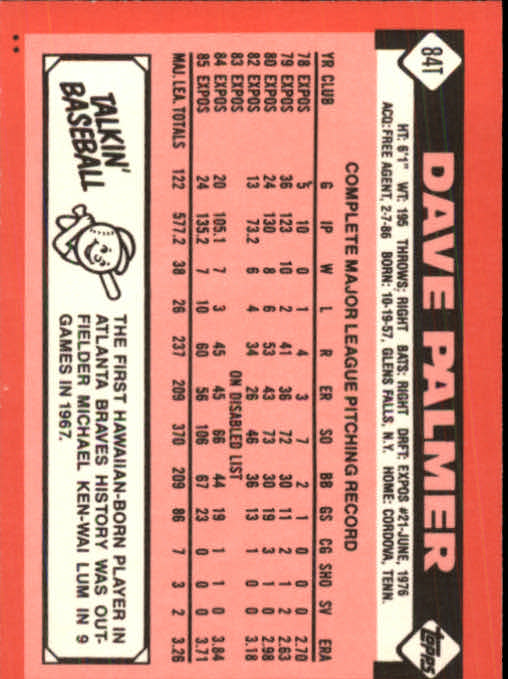 84T
DAVE PALMER
topps
HT: 6'1" WT: 195 THROWS: RIGHT BATS: RIGHT DRFT: EXPOS #21-JUNE, 1976
ACQ: FREE AGENT, 2-7-86 BORN: 10-19-57, GLENS FALLS, N.Y. HOME: CORDOVA, TENN.
COMPLETE MAJOR LEAGUE PITCHING RECORD
YR CLUB G IP W L R ER SO BB GS CG SHO SV ERA
78 EXPOS 5 10 0 1 4 3 7 2 1 0 0 0 2.70
79 EXPOS 36 123 10 2 41 36 72 30 11 2 1 2 2.63
80 EXPOS 24 130 8 6 53 43 73 30 19 3 1 0 2.98
82 EXPOS 13 73.2 6 4 34 26 46 36 13 1 0 0 3.18
83 EXPOS ON DISABLED LIST
84 EXPOS 20 105.1 7 3 45 45 66 44 19 1 1 0 3.84
85 EXPOS 24 135.2 7 10 60 56 106 67 23 0 0 0 3.71
MAJ. LEA. TOTALS 122 577.2 38 26 237 209 370 209 86 7 3 2 3.26
TALKIN'
BASEBALL
THE FIRST HAWAIIAN-BORN PLAYER IN
ATLANTA BRAVES HISTORY WAS OUT-
FIELDER MICHAEL KEN-WAI LUM IN 9
GAMES IN 1967.